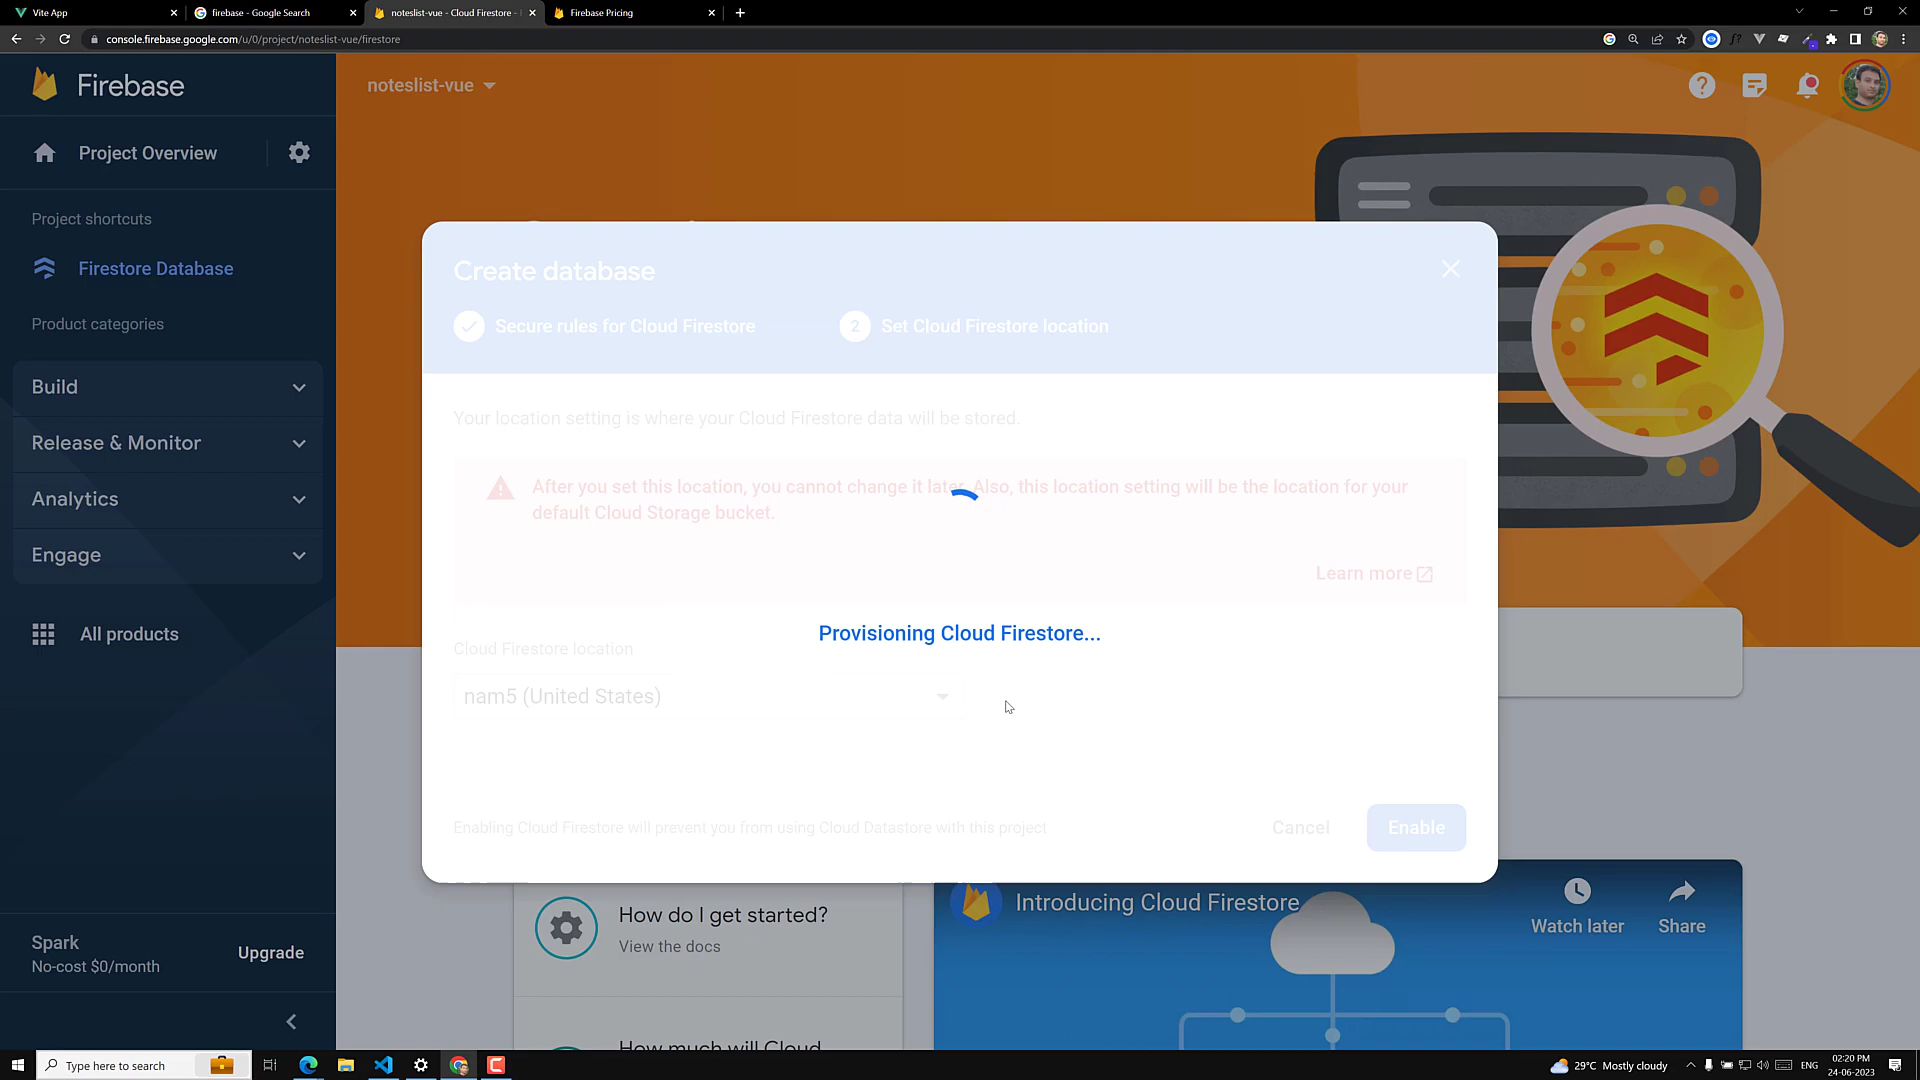 Vite App
firebase - Google Search
noteslist-vue - Cloud Firestore -
Firebase Pricing
console.firebase.google.com/u/0/project/noteslist-vue/firestore
Firebase
noteslist-vue
Project Overview
Project shortcuts
Firestore Database
Product categories
Build
Release & Monitor
Analytics
Engage
All products
Spark
No-cost $0/month
Upgrade
Create database
Secure rules for Cloud Firestore
2
Set Cloud Firestore location
Your location setting is where your Cloud Firestore data will be stored.
After you set this location, you cannot change it later. Also, this location setting will be the location for your
default Cloud Storage bucket.
Learn more
Provisioning Cloud Firestore...
Cloud Firestore location
nam5 (United States)
Enabling Cloud Firestore will prevent you from using Cloud Datastore with this project
Cancel
Enable
How do I get started?
View the docs
How much will Cloud
Introducing Cloud Firestore
Watch later
Share
Type here to search
29°C Mostly cloudy
ENG
02:20 PM
24-06-2023